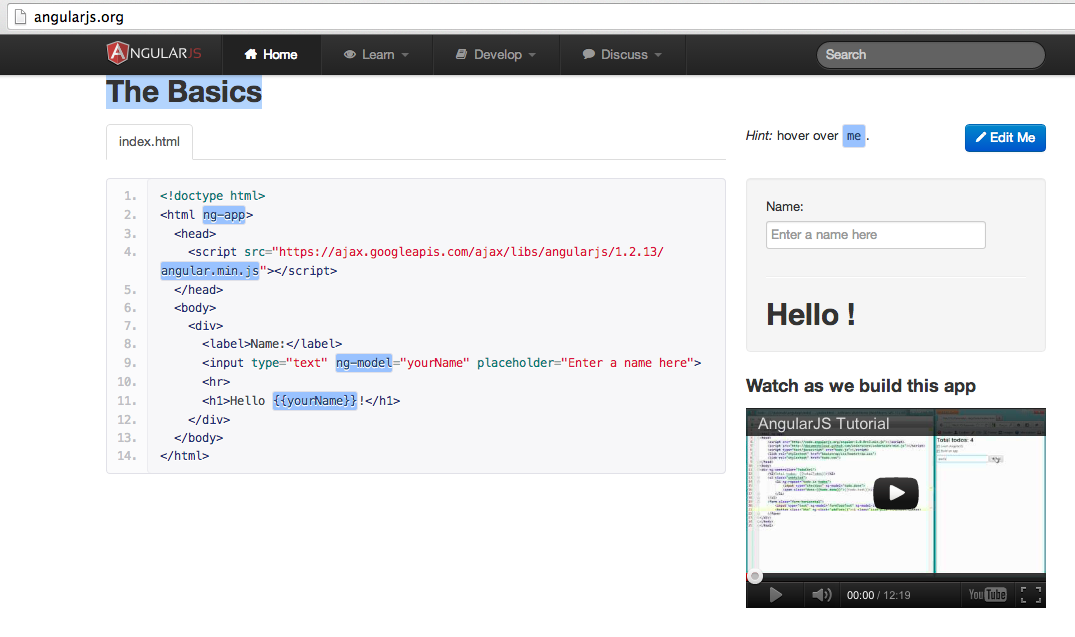 angularjs.org
ANGULARJS Home Learn Develop Discuss Search
The Basics
index.html
Hint: hover over me .
Edit Me
1. <!doctype html>
2. <html ng-app>
3. <head>
4. <script src="https://ajax.googleapis.com/ajax/libs/angularjs/1.2.13/
angular.min.js"></script>
5. </head>
6. <body>
7. <div>
8. <label>Name:</label>
9. <input type="text" ng-model="yourName" placeholder="Enter a name here">
10. <hr>
11. <h1>Hello {{yourName}}!</h1>
12. </div>
13. </body>
14. </html>
Name:
Enter a name here
Hello !
Watch as we build this app
AngularJS Tutorial
Total todos: 4
00:00 / 12:19 YouTube